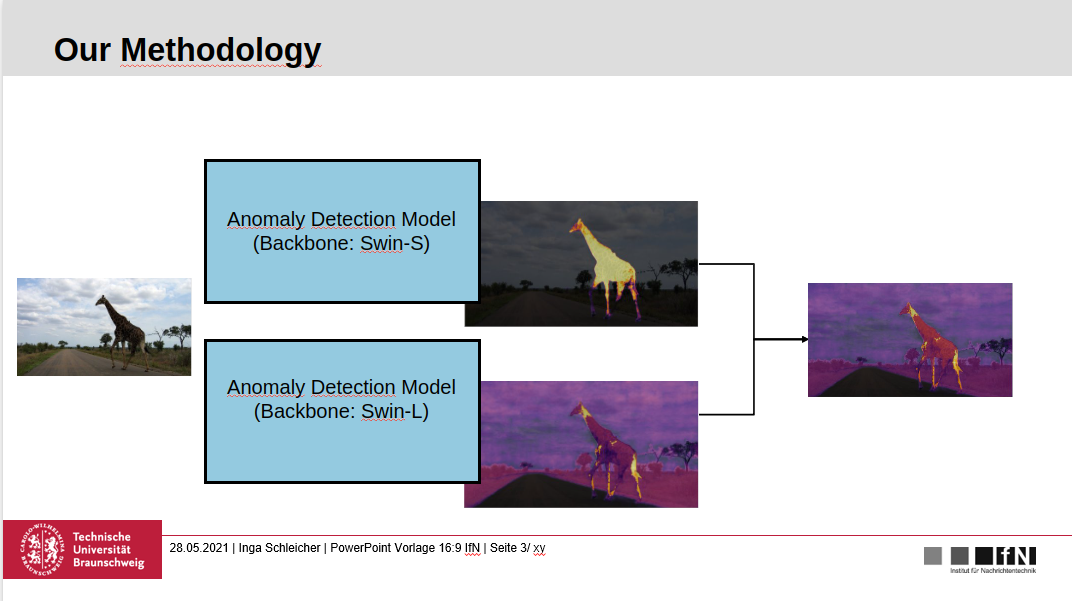 Our Methodology
Anomaly Detection Model
(Backbone: Swin-S)
Anomaly Detection Model
(Backbone: Swin-L)
CAROLO-WILHELMINA
BRAUNSCHWEIG
Technische
Universität
Braunschweig
28.05.2021 | Inga Schleicher | PowerPoint Vorlage 16:9 IfN | Seite 3/ xy
IfN
Institut für Nachrichtentechnik